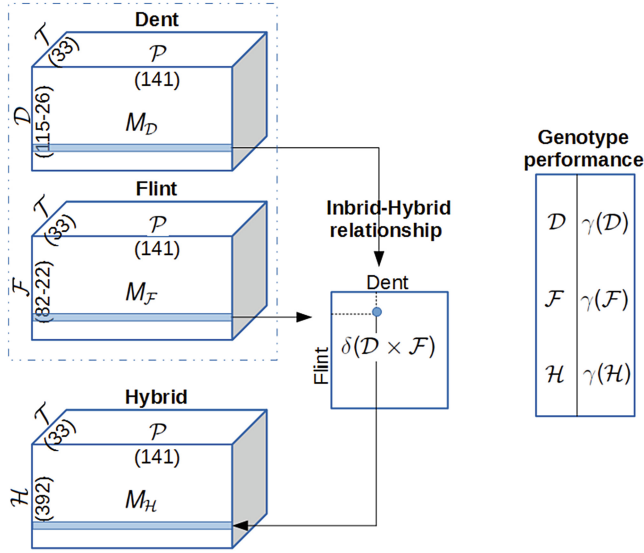 Dent
𝒯
(33)
𝒫
(141)
𝒟
(115-26)
M𝒟
Flint
𝒯
(33)
𝒫
(141)
ℱ
(82-22)
Mℱ
Inbrid-Hybrid
relationship
Dent
Flint
δ(𝒟 × ℱ)
Hybrid
𝒯
(33)
𝒫
(141)
ℋ
(392)
Mℋ
Genotype
performance
𝒟 γ(𝒟)
ℱ γ(ℱ)
ℋ γ(ℋ)